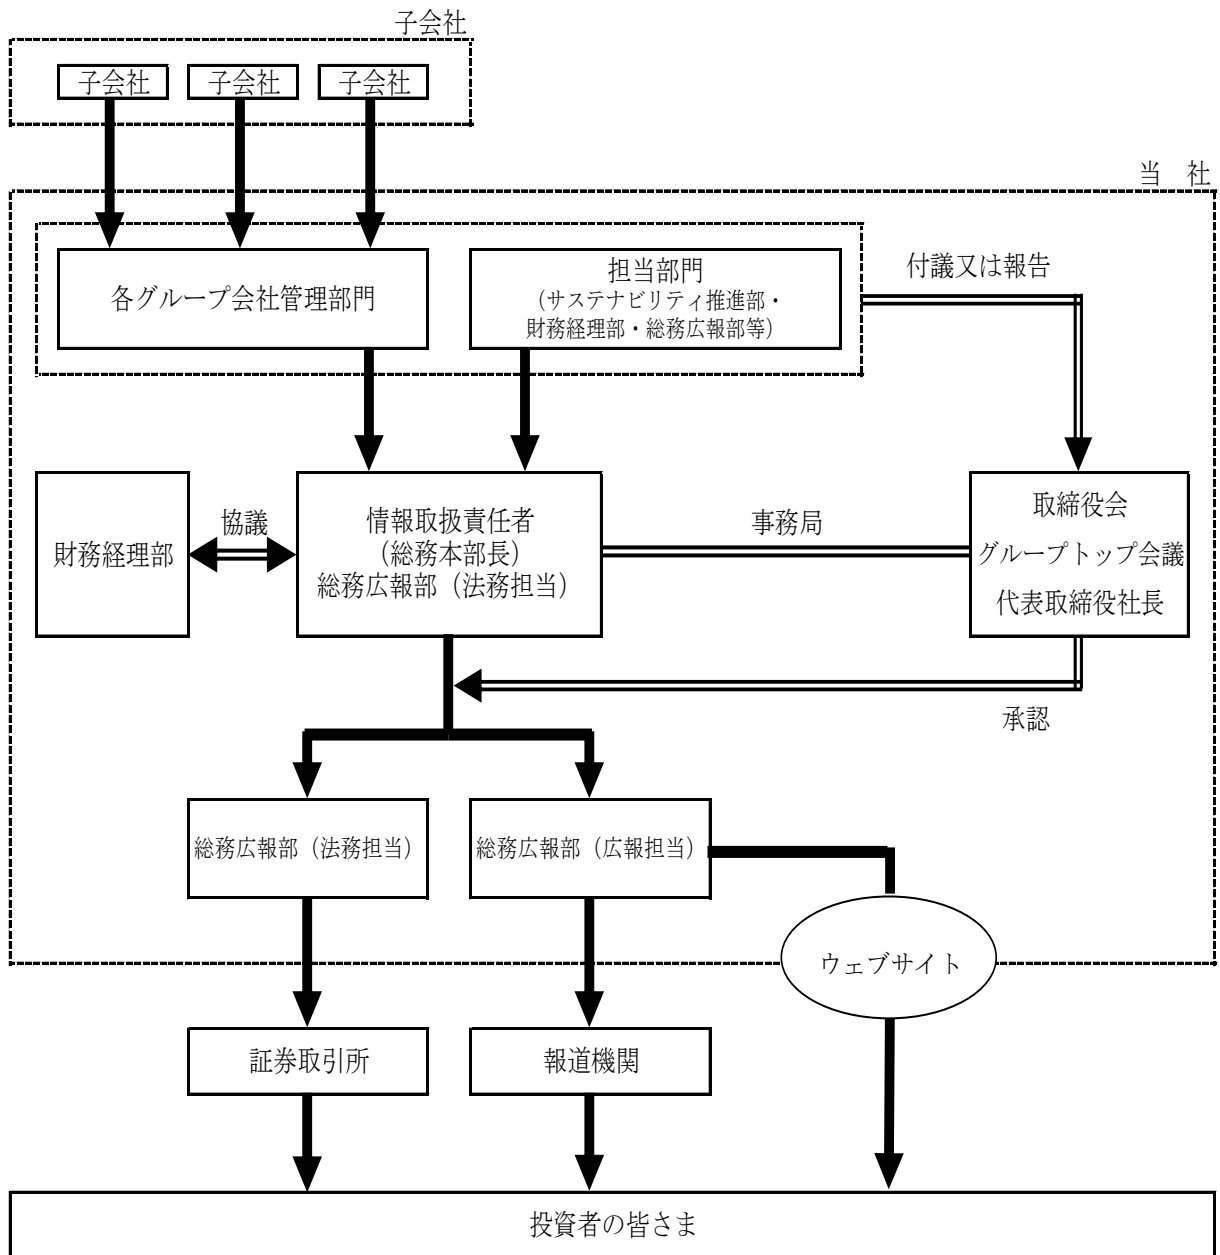 子会社
子会社
子会社
子会社
当　社
各グループ会社管理部門
担当部門
（サステナビリティ推進部・
財務経理部・総務広報部等）
付議又は報告
財務経理部
協議
情報取扱責任者
（総務本部長）
総務広報部（法務担当）
事務局
取締役会
グループトップ会議
代表取締役社長
承認
総務広報部（法務担当）
総務広報部（広報担当）
ウェブサイト
証券取引所
報道機関
投資者の皆さま